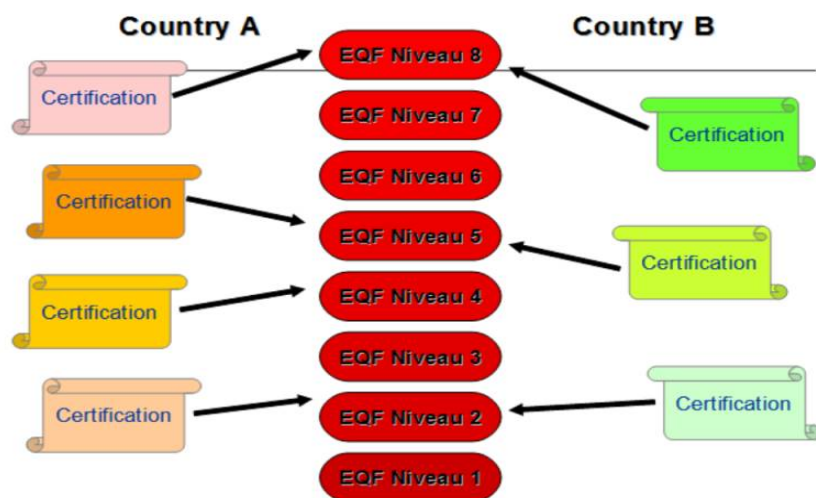 Country A
Country B
EQF Niveau 8
Certification
EQF Niveau 7
Certification
EQF Niveau 6
Certification
EQF Niveau 5
Certification
EQF Niveau 4
Certification
EQF Niveau 3
Certification
EQF Niveau 2
Certification
EQF Niveau 1